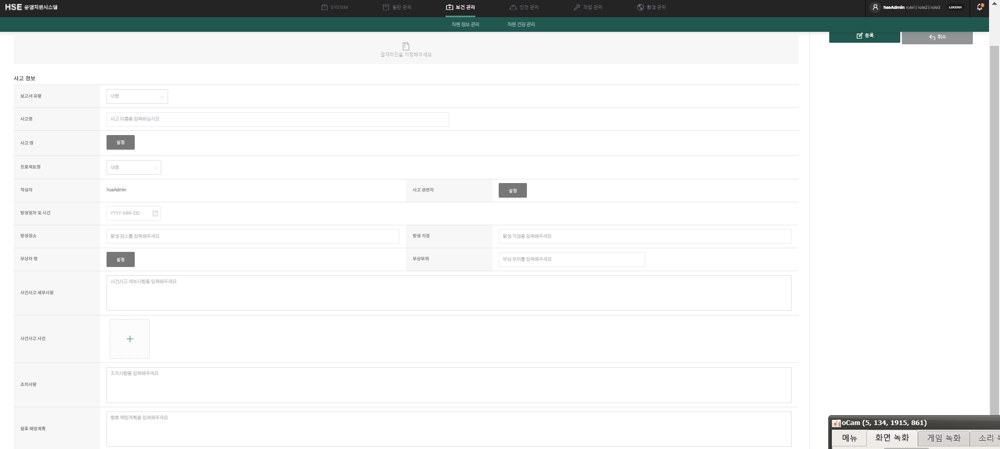 HSE 운영지원시스템
SYSTEM 일반 관리 보건 관리 안전 관리 작업 관리 환경 관리
hseAdmin role1 | role2 | role3 LOGOUT
직원 정보 관리 직원 건강 관리
등록 취소
결재라인을 지정해주세요
사고 정보
보고서 유형 내용
사고명 사고 이름을 입력하십시오
사고 명 설정
프로젝트명 내용
작성자 hseAdmin 사고 관련자 설정
발생일자 및 시간 YYYY-MM-DD
발생장소 발생 장소를 입력해주세요 발생 지점 발생 지점을 입력해주세요
부상자 명 설정 부상부위 부상 부위를 입력해주세요
사건사고 세부사항 사건사고 세부사항을 입력해주세요
사건사고 사진 +
조치사항 조치사항을 입력해주세요
향후 예방계획 향후 예방계획을 입력해주세요
oCam (5, 134, 1915, 861)
메뉴 화면 녹화 게임 녹화 소리